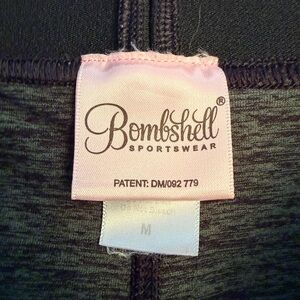 Bombshell®
SPORTSWEAR
PATENT: DM/092 779
M